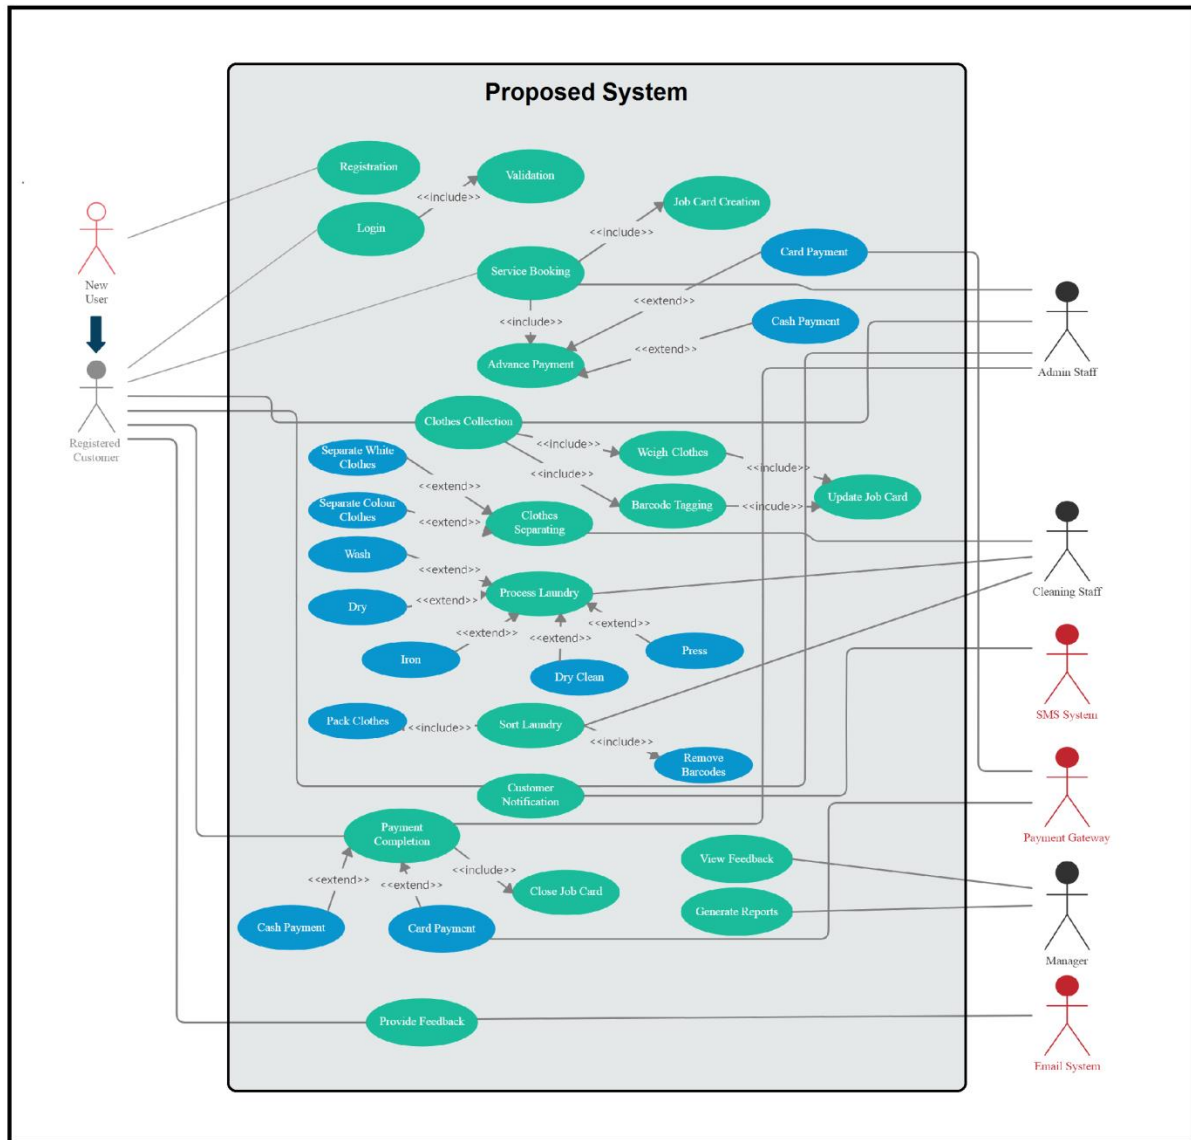 Proposed System
Registration
Validation
<<include>>
Login
Job Card Creation
<<include>>
New
User
Service Booking
Card Payment
<<extend>>
<<include>>
Cash Payment
<<extend>>
Advance Payment
Admin Staff
Registered
Customer
Clothes Collection
Separate White
Clothes
<<include>>
Weigh Clothes
<<include>>
<<include>>
<<extend>>
Separate Colour
Clothes
Barcode Tagging
<<incude>>
Update Job Card
<<extend>>
Clothes
Separating
Wash
<<extend>>
Process Laundry
Cleaning Staff
Dry
<<extend>>
<<extend>>
<<extend>>
<<extend>>
Iron
Dry Clean
Press
SMS System
Pack Clothes
<<include>>
Sort Laundry
<<include>>
Remove
Barcodes
Customer
Notification
Payment
Completion
Payment Gateway
View Feedback
<<include>>
<<extend>>
<<extend>>
Close Job Card
Generate Reports
Cash Payment
Card Payment
Manager
Provide Feedback
Email System